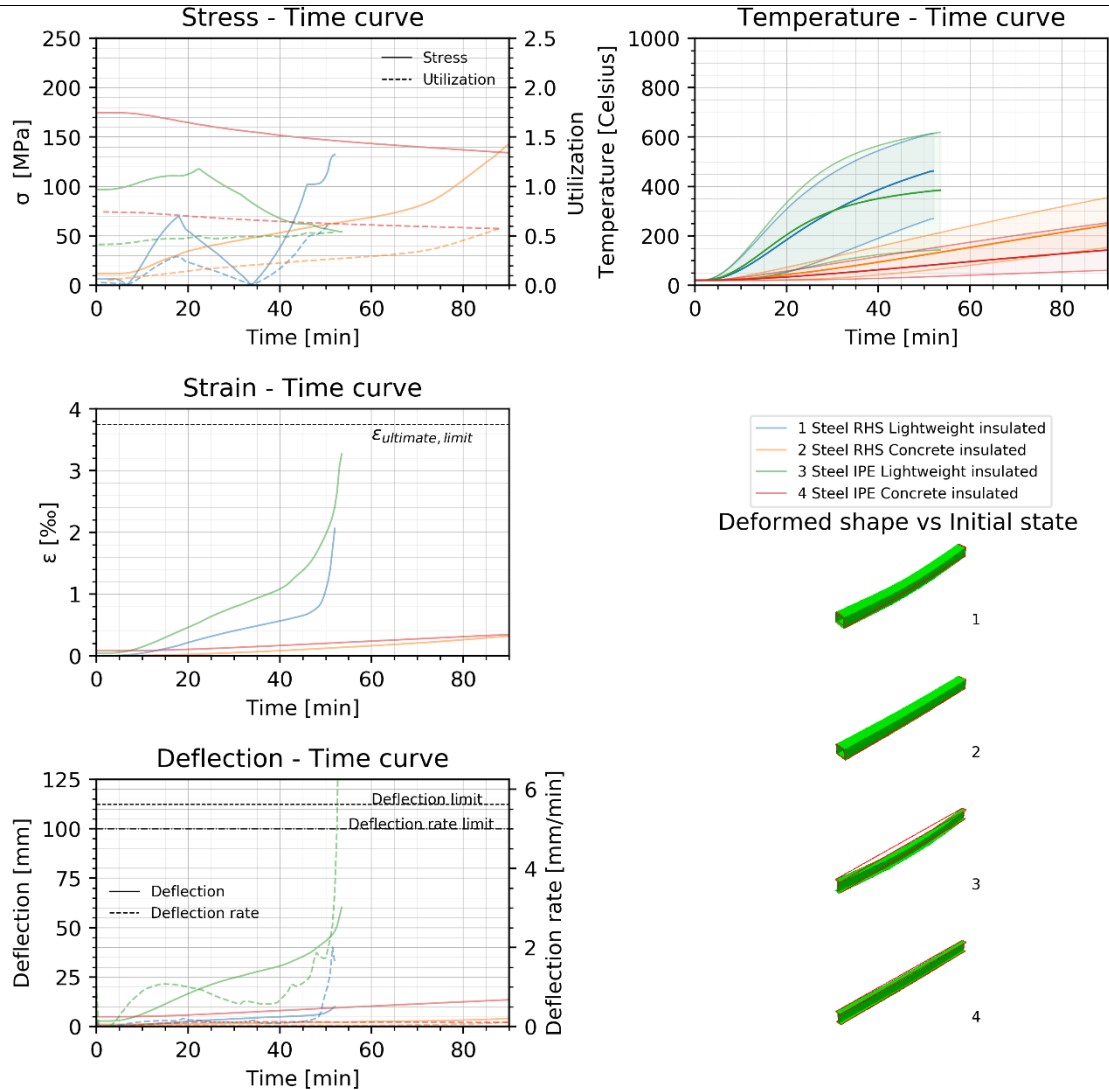 Stress - Time curve
250
200
150
100
50
0
σ [MPa]
2.5
2.0
1.5
1.0
0.5
0.0
Utilization
Stress
Utilization
0 20 40 60 80
Time [min]
Temperature - Time curve
1000
800
600
400
200
0
Temperature [Celsius]
0 20 40 60 80
Time [min]
Strain - Time curve
4
3
2
1
0
ε [‰]
εultimate, limit
0 20 40 60 80
Time [min]
1 Steel RHS Lightweight insulated
2 Steel RHS Concrete insulated
3 Steel IPE Lightweight insulated
4 Steel IPE Concrete insulated
Deformed shape vs Initial state
1
2
3
4
Deflection - Time curve
125
100
75
50
25
0
Deflection [mm]
6
4
2
0
Deflection rate [mm/min]
Deflection limit
Deflection rate limit
Deflection
Deflection rate
0 20 40 60 80
Time [min]